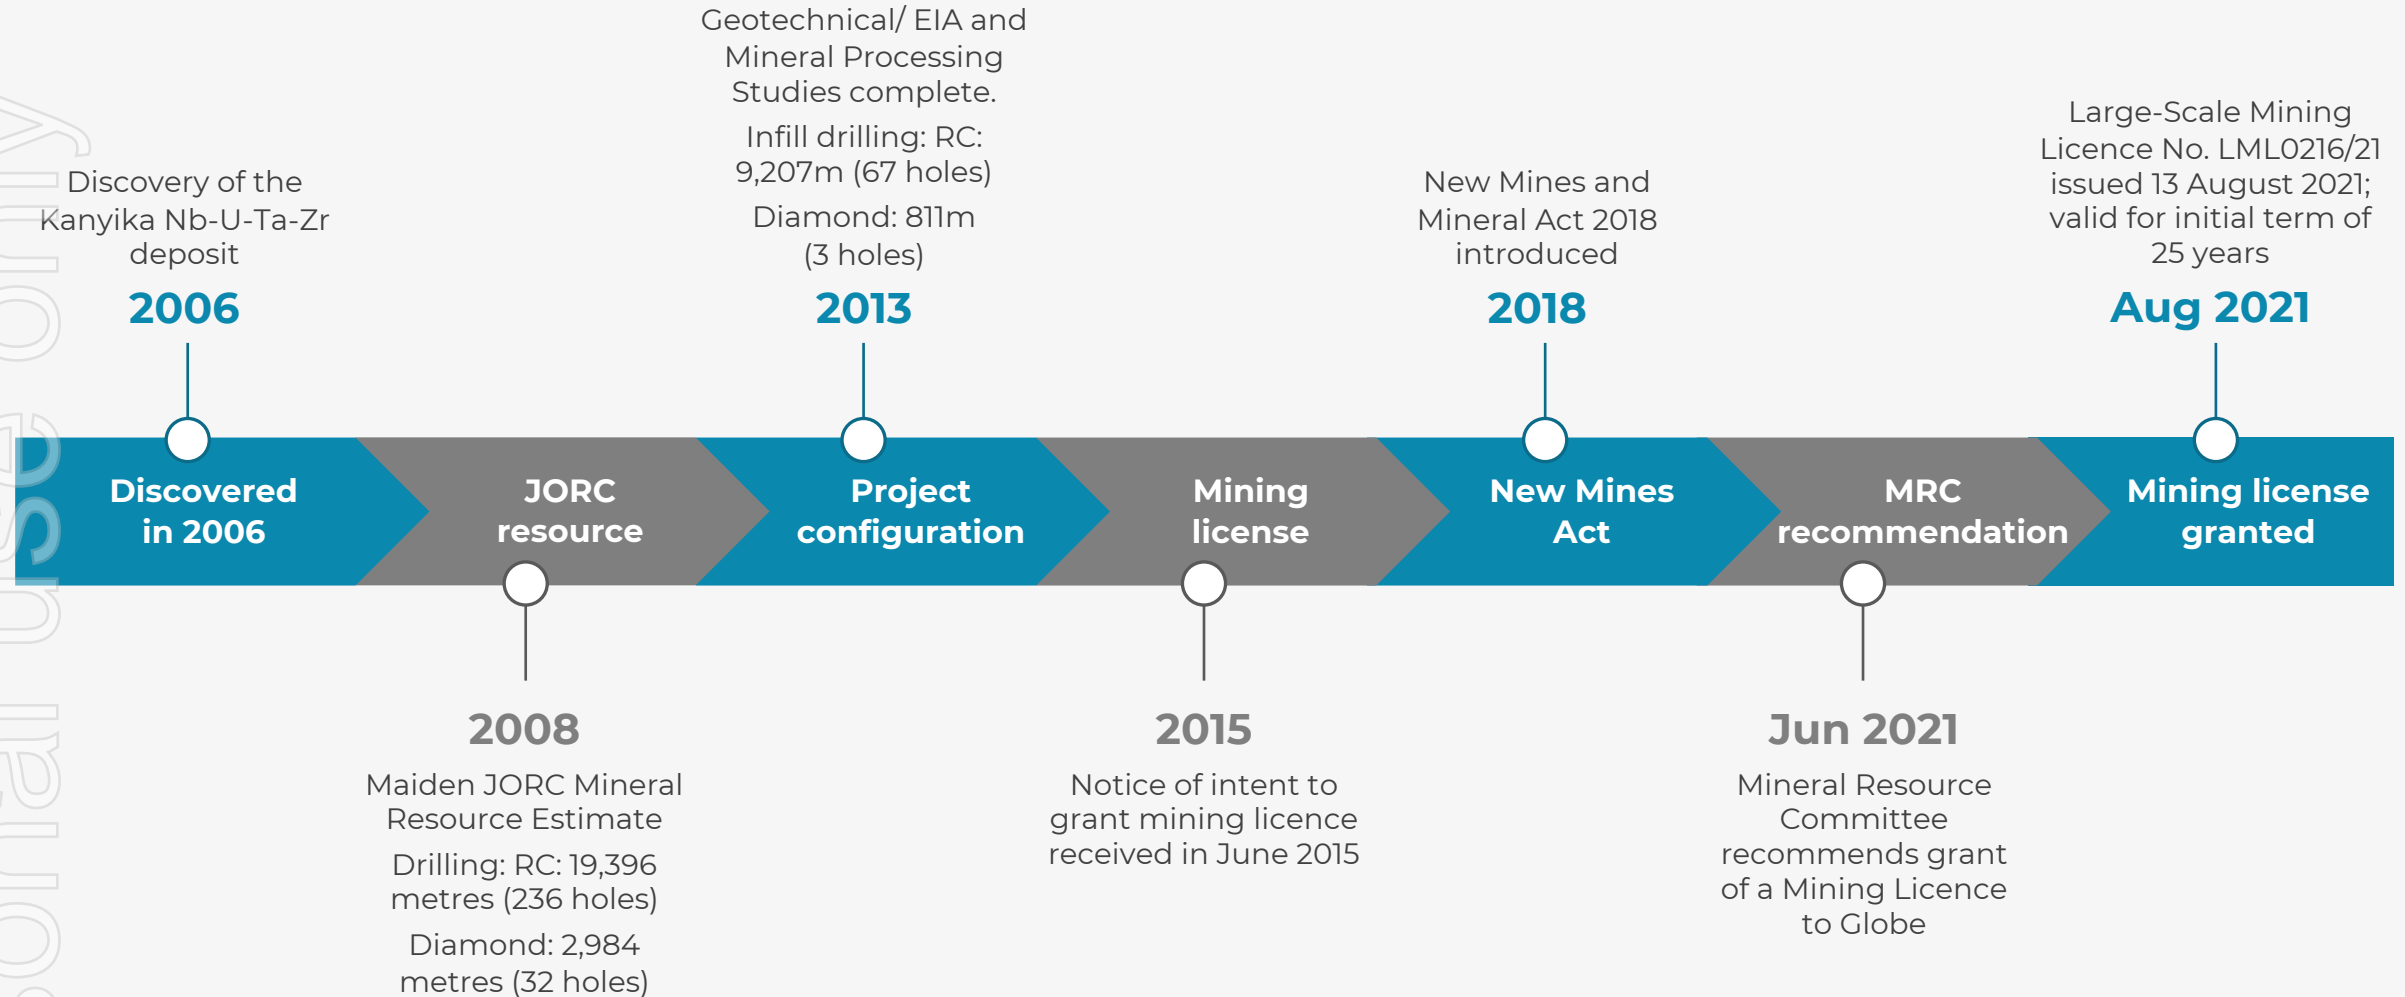 Geotechnical/ EIA and
Mineral Processing
Studies complete.
Infill drilling: RC:
9,207m (67 holes)
Diamond: 811m
(3 holes)
2013
Discovery of the
Kanyika Nb-U-Ta-Zr
deposit
2006
New Mines and
Mineral Act 2018
introduced
2018
Large-Scale Mining
Licence No. LML0216/21
issued 13 August 2021;
valid for initial term of
25 years
Aug 2021
Discovered
in 2006
JORC
resource
Project
configuration
Mining
license
New Mines
Act
MRC
recommendation
Mining license
granted
2008
Maiden JORC Mineral
Resource Estimate
Drilling: RC: 19,396
metres (236 holes)
Diamond: 2,984
metres (32 holes)
2015
Notice of intent to
grant mining licence
received in June 2015
Jun 2021
Mineral Resource
Committee
recommends grant
of a Mining Licence
to Globe
use only